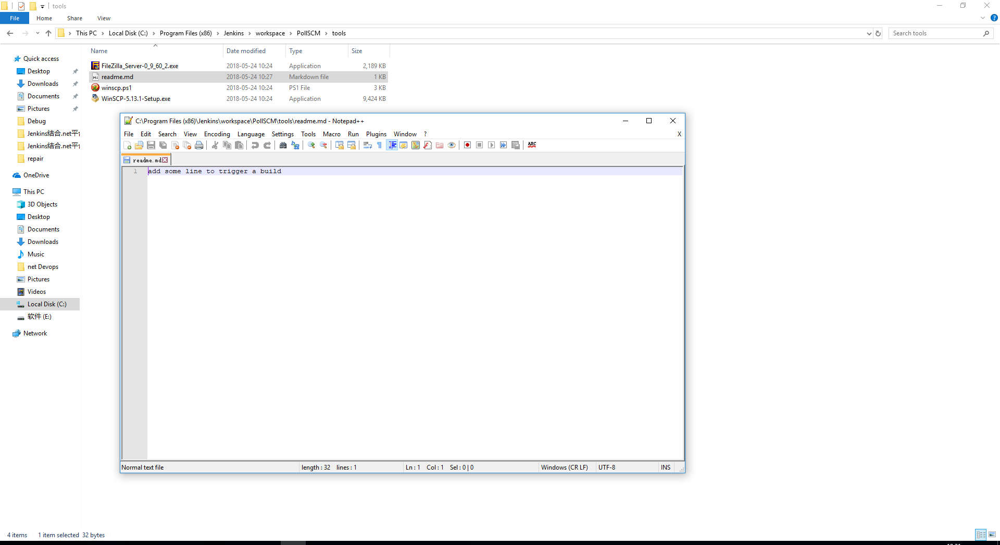 tools
File Home Share View
This PC Local Disk (C:) Program Files (x86) Jenkins workspace PollSCM tools
Search tools
Name Date modified Type Size
FileZilla_Server-0_9_60_2.exe 2018-05-24 10:24 Application 2,189 KB
readme.md 2018-05-24 10:27 Markdown file 1 KB
winscp.ps1 2018-05-24 10:24 PS1 File 3 KB
WinSCP-5.13.1-Setup.exe 2018-05-24 10:24 Application 9,424 KB
Quick access
Desktop
Downloads
Documents
Pictures
Debug
Jenkins结合.net平台
Jenkins结合.net平台
repair
OneDrive
This PC
3D Objects
Desktop
Documents
Downloads
Music
net Devops
Pictures
Videos
Local Disk (C:)
软件 (E:)
Network
C:\Program Files (x86)\Jenkins\workspace\PollSCM\tools\readme.md - Notepad++
File Edit Search View Encoding Language Settings Tools Macro Run Plugins Window ? X
ABC
readme.md
1 add some line to trigger a build
Normal text file length : 32 lines : 1 Ln : 1 Col : 1 Sel : 0 | 0 Windows (CR LF) UTF-8 INS
4 items 1 item selected 32 bytes